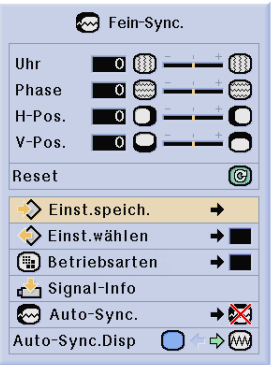 Fein-Sync.
Uhr 0
Phase 0
H-Pos. 0
V-Pos. 0
Reset
Einst.speich.
Einst.wählen
Betriebsarten
Signal-Info
Auto-Sync.
Auto-Sync.Disp